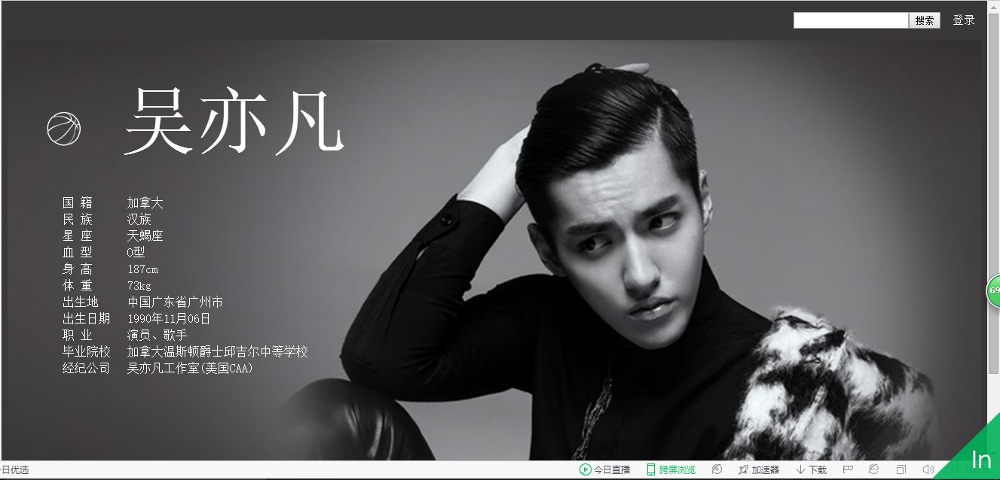 搜索 登录
吴亦凡
国 籍 加拿大
民 族 汉族
星 座 天蝎座
血 型 O型
身 高 187cm
体 重 73kg
出生地 中国广东省广州市
出生日期 1990年11月06日
职 业 演员、歌手
毕业院校 加拿大温斯顿爵士邱吉尔中等学校
经纪公司 吴亦凡工作室(美国CAA)
69
In
日优选 今日直播 跨屏浏览 加速器 下载